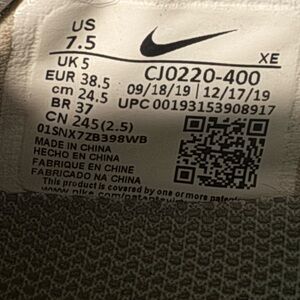 US
7.5
XE
UK 5
EUR 38.5
CJ0220-400
cm 24.5
09/18/19 | 12/17/19
BR 37
UPC 00193153908917
CN 245(2.5)
01SNX7ZB398WB
MADE IN CHINA
HECHO EN CHINA
FABRIQUE EN CHINE
FABRICADO NA CHINA
This product is covered by one or more patents